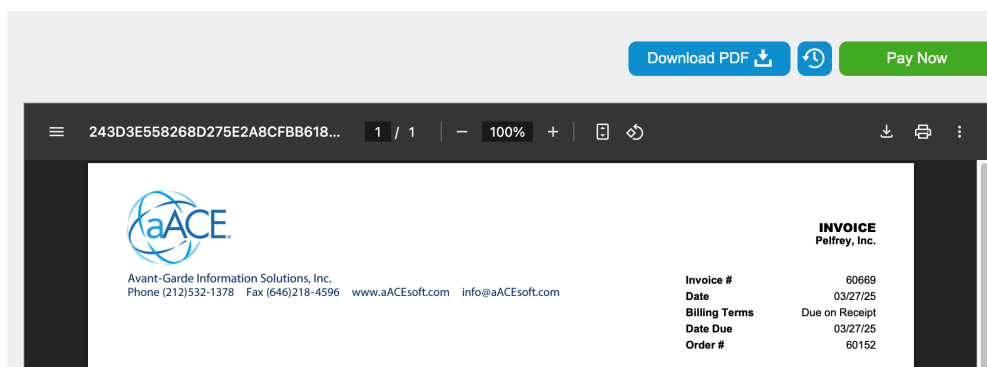 Download PDF
Pay Now
243D3E558268D275E2A8CFBB618... 1 / 1 — 100% +
aACE.
INVOICE
Pelfrey, Inc.
Avant-Garde Information Solutions, Inc.
Phone (212)532-1378 Fax (646)218-4596 www.aACEsoft.com info@aACEsoft.com
Invoice # 60669
Date 03/27/25
Billing Terms Due on Receipt
Date Due 03/27/25
Order # 60152